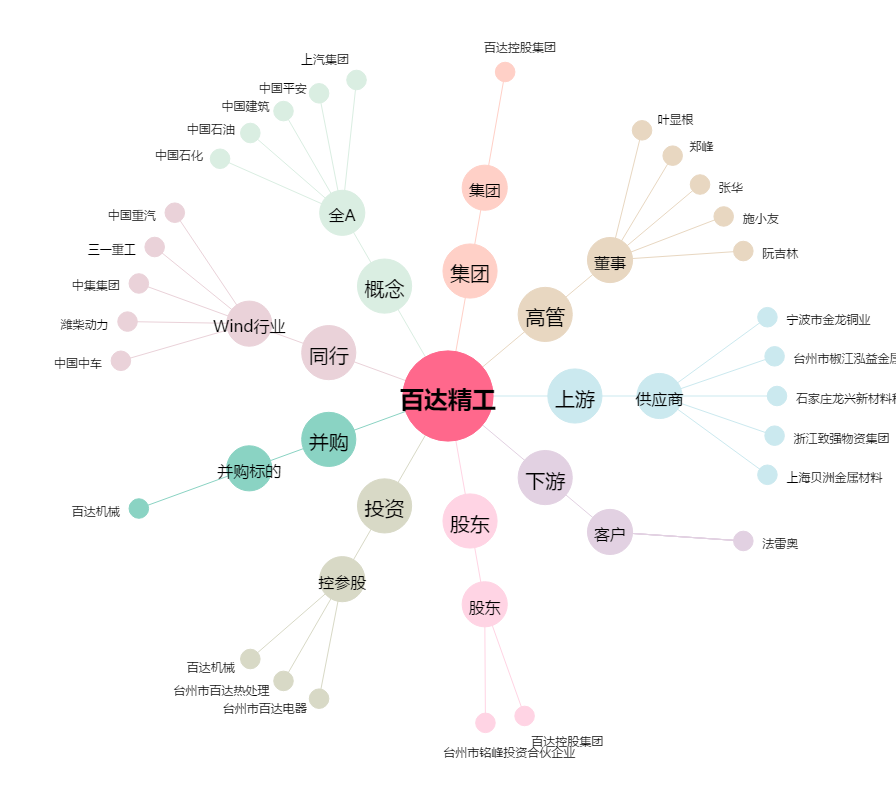 百达控股集团
上汽集团
中国平安
中国建筑
中国石油
中国石化
叶显根
郑峰
张华
施小友
阮吉林
集团
全A
董事
中国重汽
三一重工
中集集团
潍柴动力
中国中车
集团
概念
高管
Wind行业
同行
宁波市金龙铜业
台州市椒江泓益金属
石家庄龙兴新材料科
浙江致强物资集团
上海贝洲金属材料
百达精工
上游
供应商
并购
并购标的
百达机械
下游
客户
法雷奥
投资
股东
控参股
股东
百达机械
台州市百达热处理
台州市百达电器
百达控股集团
台州市铭峰投资合伙企业